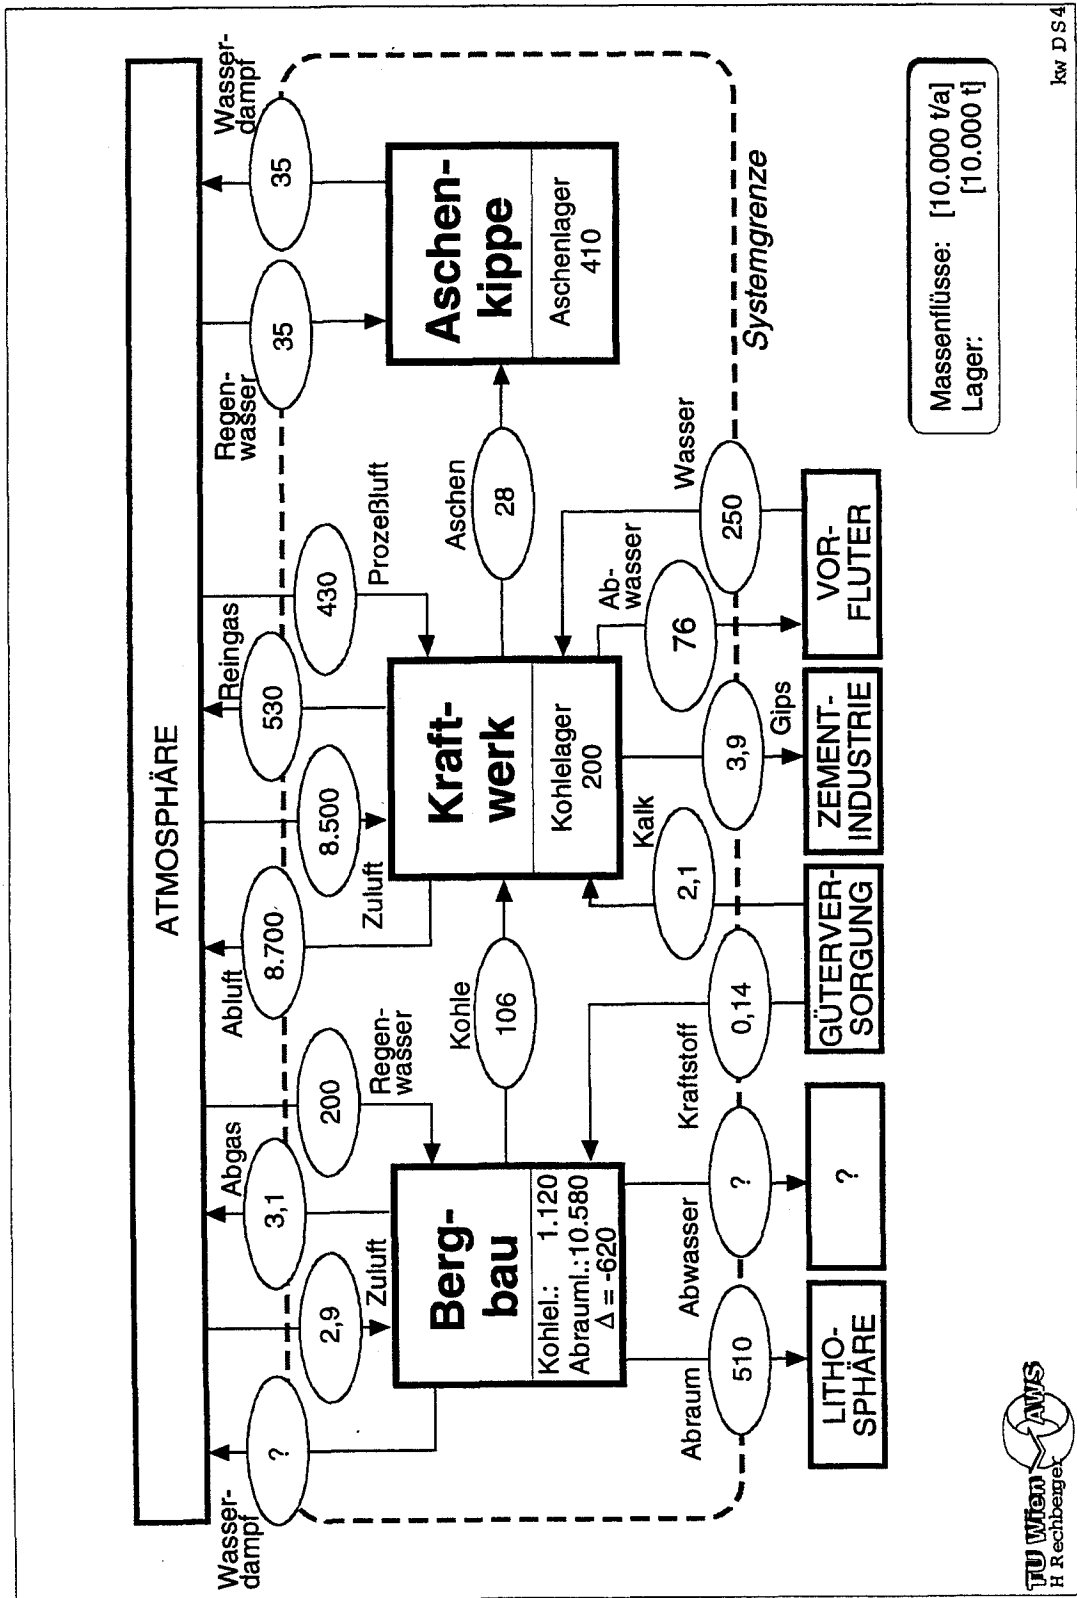 ATMOSPHÄRE
Wasser-
dampf
?
2,9
Zuluft
Abgas
3,1
200
Regen-
wasser
Abluft
8.700
8.500
Zuluft
Reingas
530
430
Prozeßluft
Regen-
wasser
35
Wasser-
dampf
35
Berg-
bau
Kohlel.: 1.120
Abrauml.: 10.580
Δ = -620
Kohle
106
Kraft-
werk
Kohlelager
200
Aschen
28
Aschen-
kippe
Aschenlager
410
Abraum
510
Abwasser
?
Kraftstoff
0,14
Kalk
2,1
3,9
Gips
Ab-
wasser
76
Wasser
250
Systemgrenze
LITHO-
SPHÄRE
?
GÜTERVER-
SORGUNG
ZEMENT-
INDUSTRIE
VOR-
FLUTER
Massenflüsse: [10.000 t/a]
Lager: [10.000 t]
TU Wien AWS
H Rechberger
kw DS4